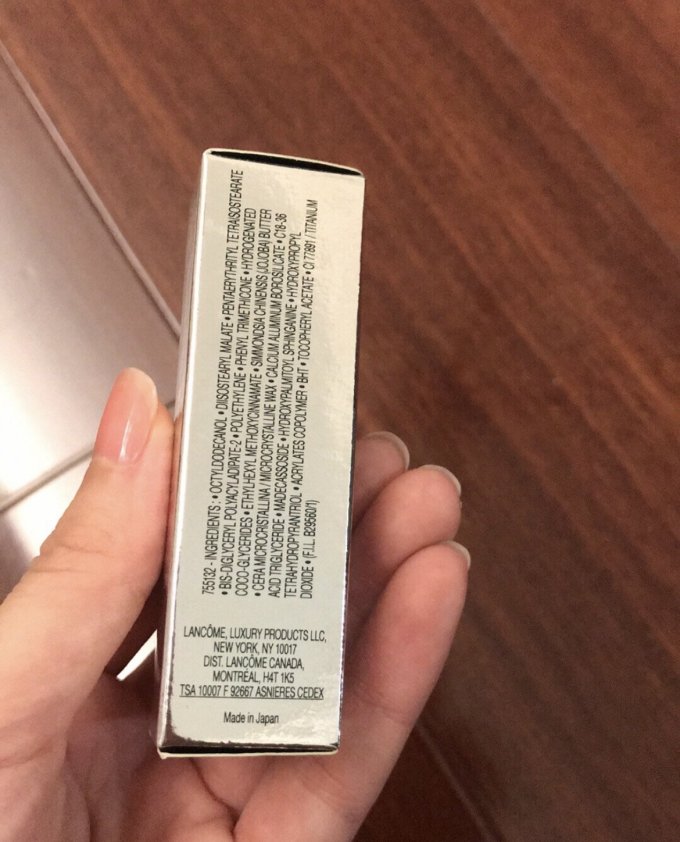 755132 - INGREDIENTS : • OCTYLDODECANOL • DIISOSTEARYL MALATE • PENTAERYTHRITYL TETRAISOSTEARATE
• BIS-DIGLYCERYL POLYACYLADIPATE-2 • POLYETHYLENE • PHENYL TRIMETHICONE • HYDROGENATED
COCO-GLYCERIDES • ETHYLHEXYL METHOXYCINNAMATE • SIMMONDSIA CHINENSIS (JOJOBA) BUTTER
• CERA MICROCRISTALLINA / MICROCRYSTALLINE WAX • CALCIUM ALUMINUM BOROSILICATE • C18-36
ACID TRIGLYCERIDE • MADECASSOSIDE • HYDROXYPALMITOYL SPHINGANINE • HYDROXYPROPYL
TETRAHYDROPYRANTRIOL • ACRYLATES COPOLYMER • BHT • TOCOPHERYL ACETATE • CI 77891 / TITANIUM
DIOXIDE • (F.I.L. B29560/1)
LANCÔME, LUXURY PRODUCTS LLC,
NEW YORK, NY 10017
DIST. LANCÔME CANADA,
MONTRÉAL, H4T 1K5
TSA 10007 F 92667 ASNIERES CEDEX
Made in Japan